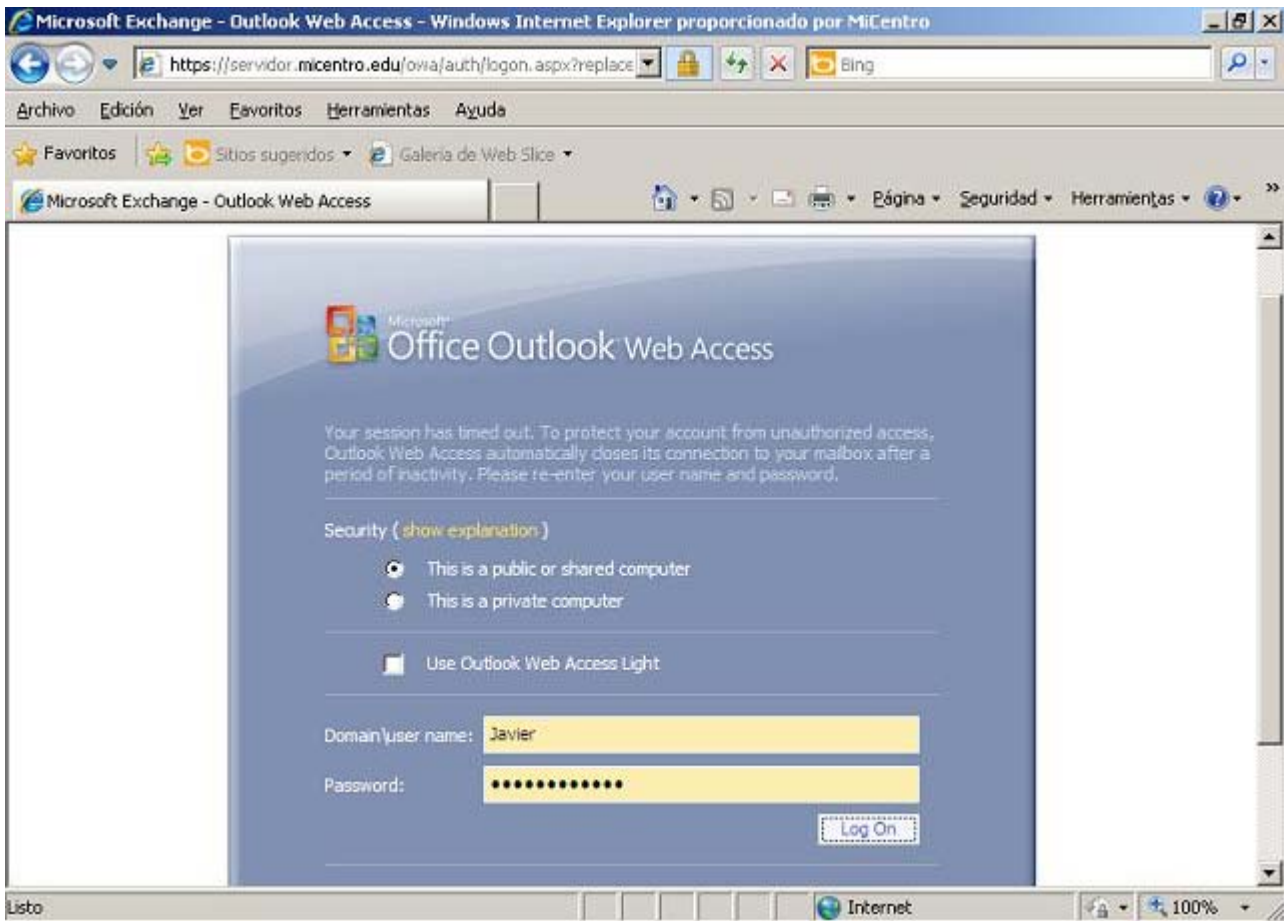 Microsoft Exchange - Outlook Web Access - Windows Internet Explorer proporcionado por MiCentro
https://servidor.micentro.edu/owa/auth/logon.aspx?replace
Bing
Archivo Edición Ver Favoritos Herramientas Ayuda
Favoritos Sitios sugeridos Galería de Web Slice
Microsoft Exchange - Outlook Web Access
Página Seguridad Herramientas
Microsoft
Office Outlook Web Access
Your session has timed out. To protect your account from unauthorized access,
Outlook Web Access automatically closes its connection to your mailbox after a
period of inactivity. Please re-enter your user name and password.
Security ( show explanation )
This is a public or shared computer
This is a private computer
Use Outlook Web Access Light
Domain\user name: Javier
Password: ••••••••••••
Log On
Listo Internet 100%